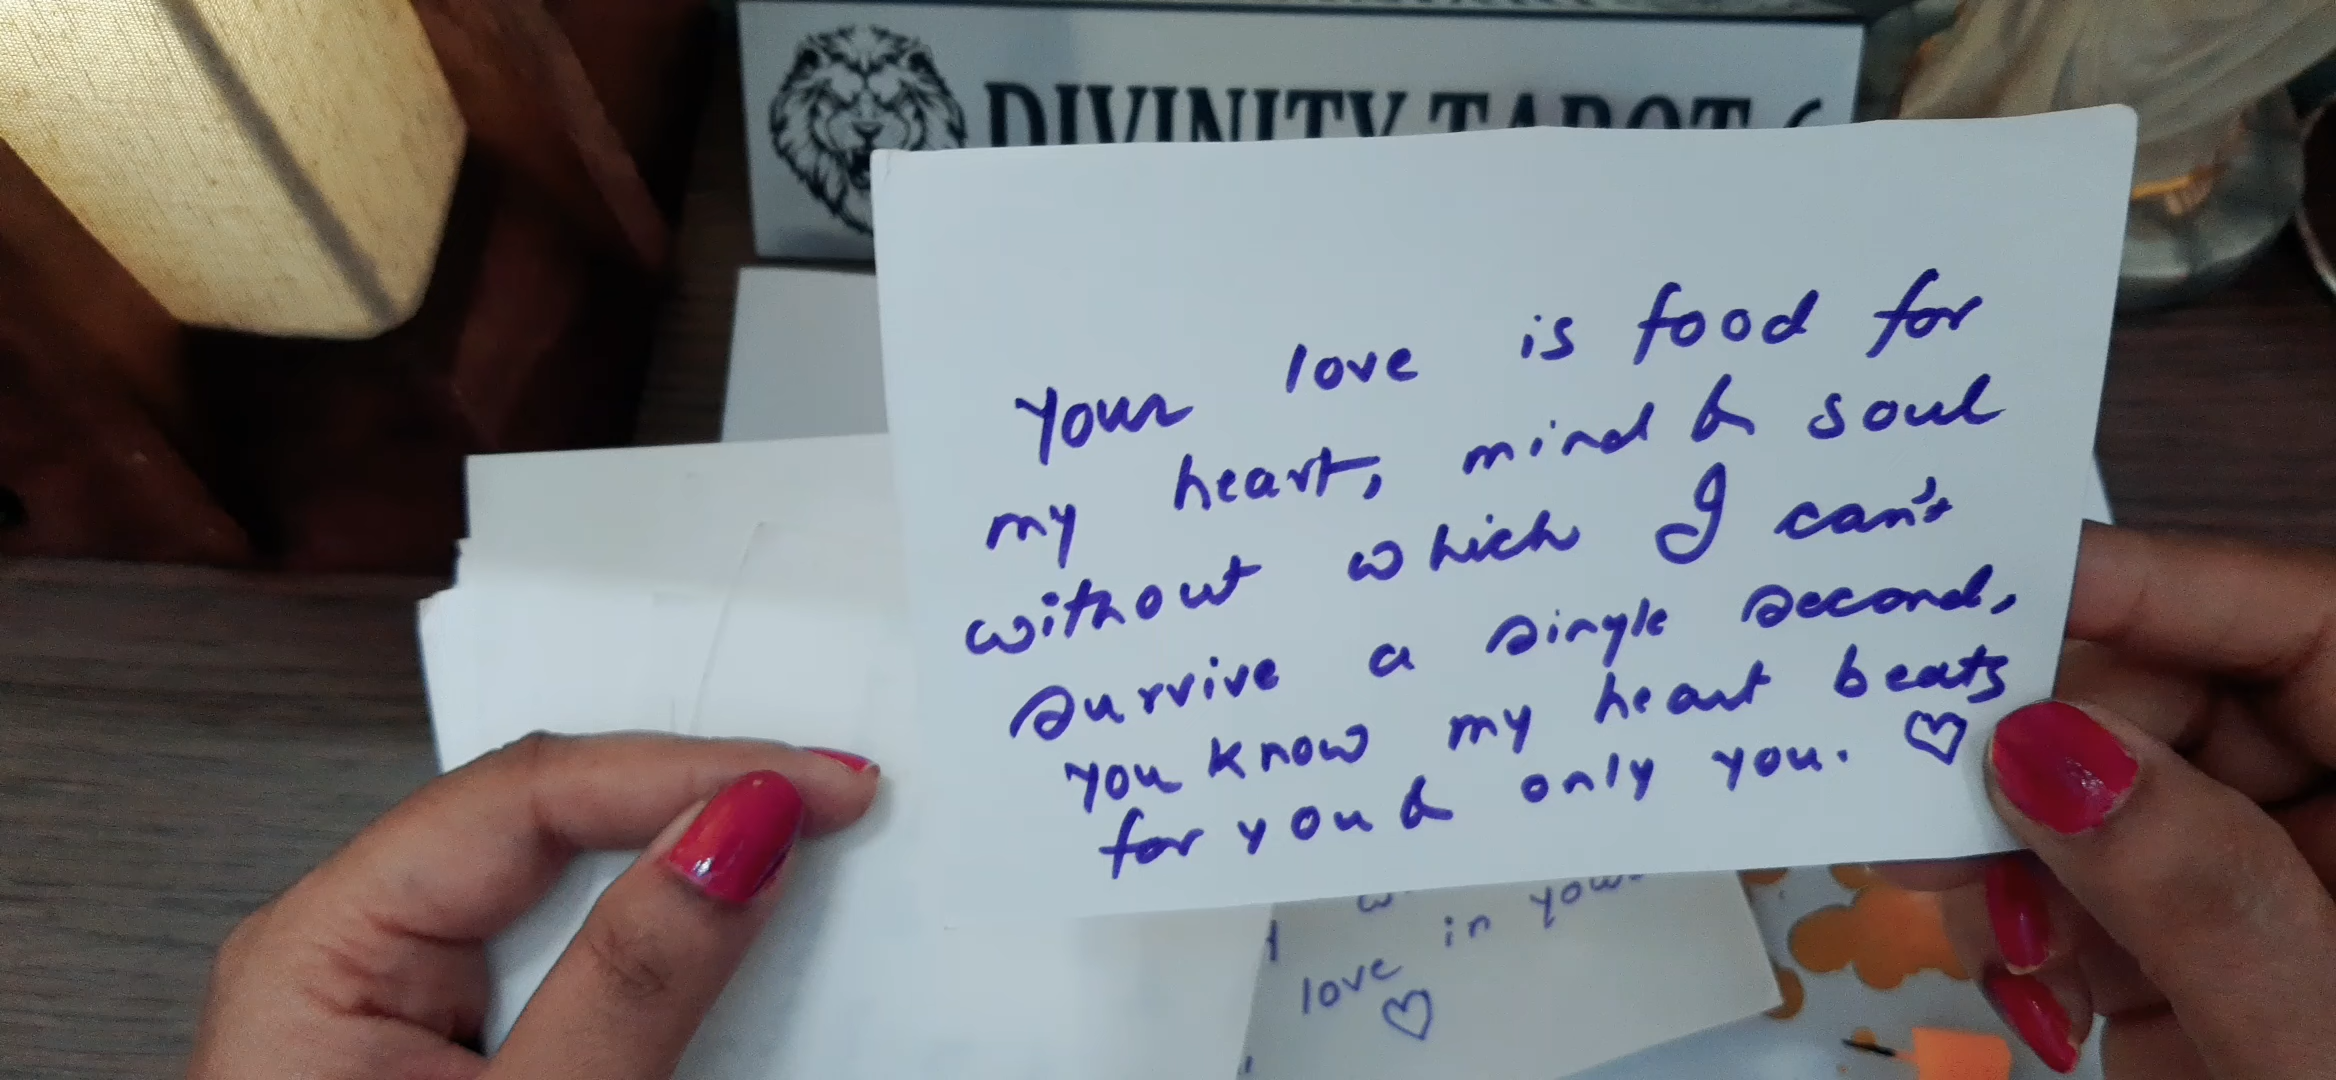 DIVINITY TAROT
Your love is food for
my heart, mind & soul
without which I can't
survive a single second,
you know my heart beats
for you & only you. ♡
in your
love
♡